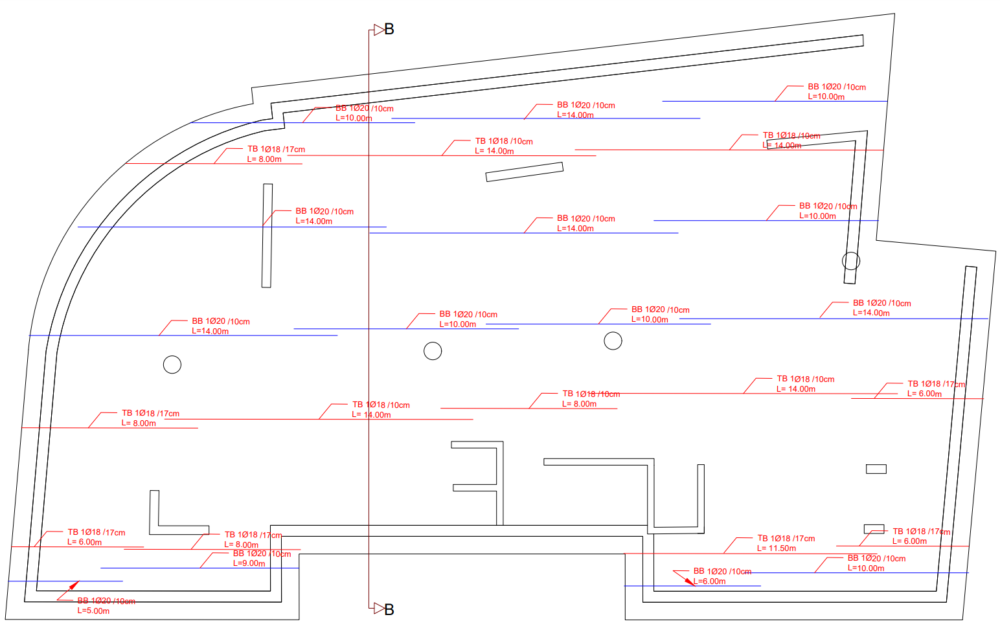 B
BB 1Ø20 /10cm
L=10.00m
BB 1Ø20 /10cm
L=14.00m
BB 1Ø20 /10cm
L=10.00m
TB 1Ø18 /10cm
L= 14.00m
TB 1Ø18 /10cm
L= 14.00m
TB 1Ø18 /17cm
L= 8.00m
BB 1Ø20 /10cm
L=10.00m
BB 1Ø20 /10cm
L=14.00m
BB 1Ø20 /10cm
L=14.00m
BB 1Ø20 /10cm
L=14.00m
BB 1Ø20 /10cm
L=10.00m
BB 1Ø20 /10cm
L=10.00m
BB 1Ø20 /10cm
L=14.00m
TB 1Ø18 /10cm
L= 14.00m
TB 1Ø18 /17cm
L= 6.00m
TB 1Ø18 /10cm
L= 8.00m
TB 1Ø18 /10cm
L= 14.00m
TB 1Ø18 /17cm
L= 8.00m
TB 1Ø18 /17cm
L= 6.00m
TB 1Ø18 /17cm
L= 8.00m
TB 1Ø18 /17cm
L= 11.50m
TB 1Ø18 /17cm
L= 6.00m
BB 1Ø20 /10cm
L=9.00m
BB 1Ø20 /10cm
L=10.00m
BB 1Ø20 /10cm
L=6.00m
BB 1Ø20 /10cm
L=5.00m
B